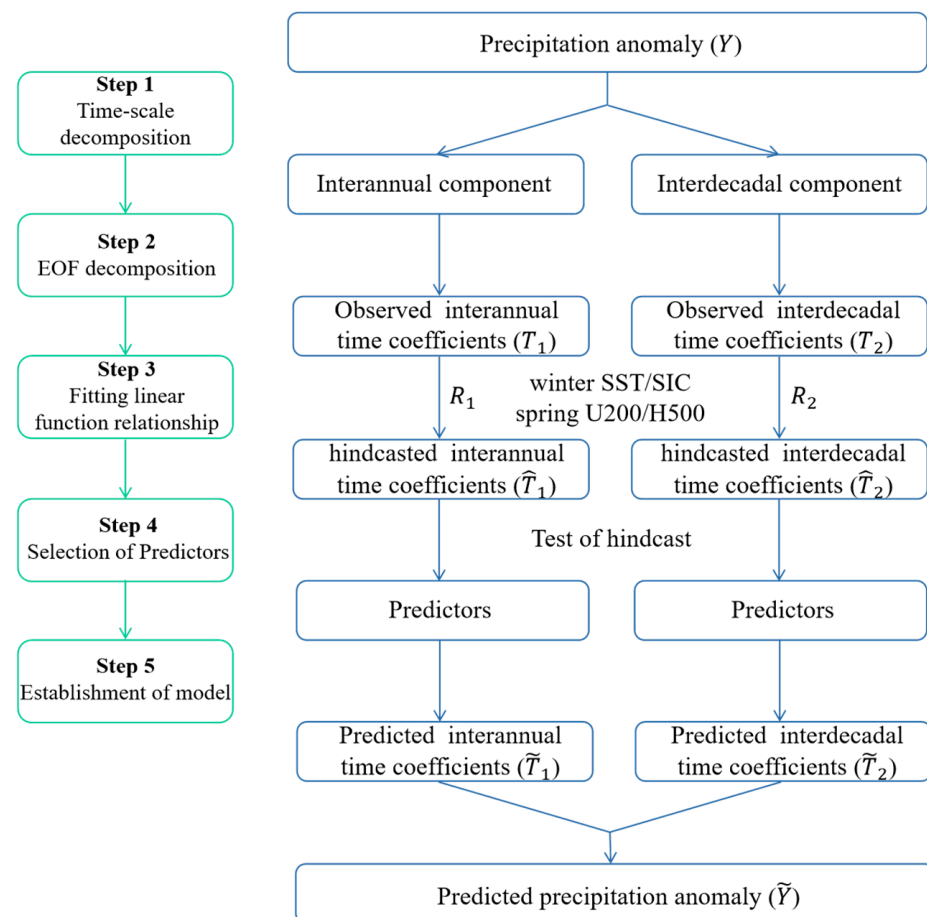 Step 1
Time-scale
decomposition
Step 2
EOF decomposition
Step 3
Fitting linear
function relationship
Step 4
Selection of Predictors
Step 5
Establishment of model
Precipitation anomaly (Y)
Interannual component
Interdecadal component
Observed interannual
time coefficients (T₁)
Observed interdecadal
time coefficients (T₂)
R₁
winter SST/SIC
spring U200/H500
R₂
hindcasted interannual
time coefficients (T̂₁)
hindcasted interdecadal
time coefficients (T̂₂)
Test of hindcast
Predictors
Predictors
Predicted interannual
time coefficients (T̃₁)
Predicted interdecadal
time coefficients (T̃₂)
Predicted precipitation anomaly (Ỹ)